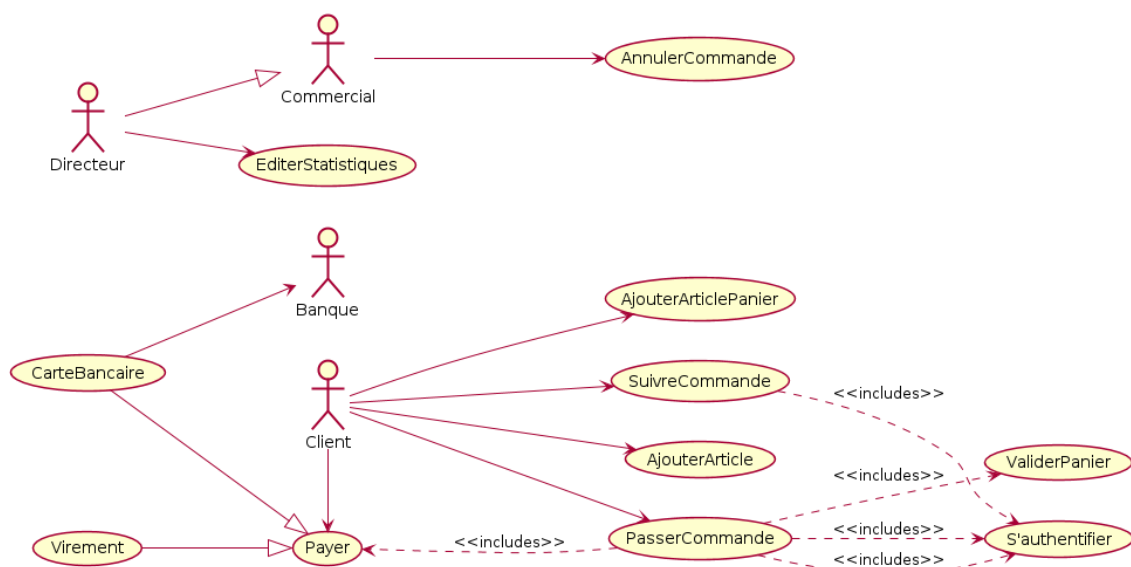 AnnulerCommande
Commercial
Directeur
EditerStatistiques
Banque
AjouterArticlePanier
CarteBancaire
SuivreCommande
<<includes>>
Client
AjouterArticle
ValiderPanier
<<includes>>
Virement
Payer
<<includes>>
PasserCommande
<<includes>>
S'authentifier
<<includes>>